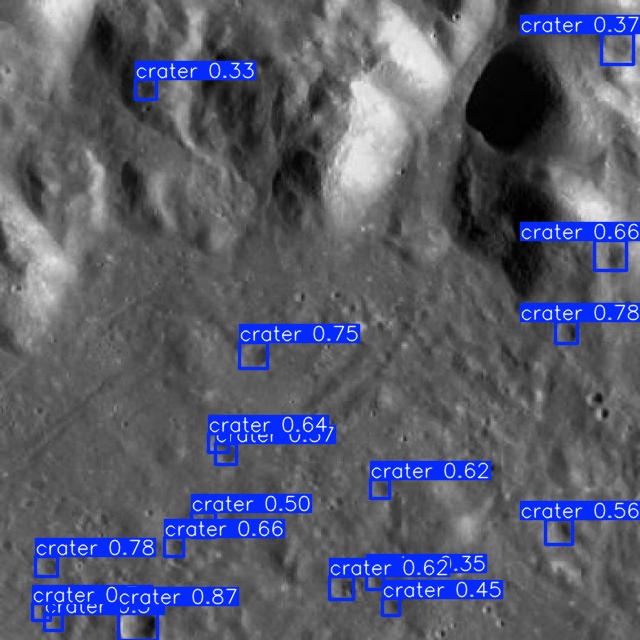 crater 0.37
crater 0.33
crater 0.66
crater 0.78
crater 0.75
crater 0.64
crater 0.62
crater 0.50
crater 0.56
crater 0.66
crater 0.78
crater 0.62
crater 0.45
crater 0.87